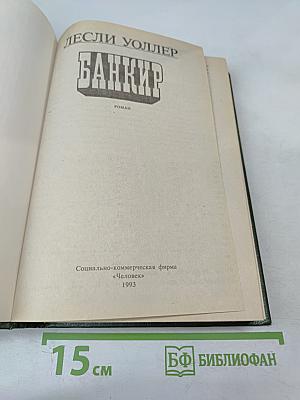 ЛЕСЛИ УОЛЛЕР
БАНКИР
РОМАН
Социально-коммерческая фирма
«Человек»
1993
15 см
БФ БИБЛИОФАН